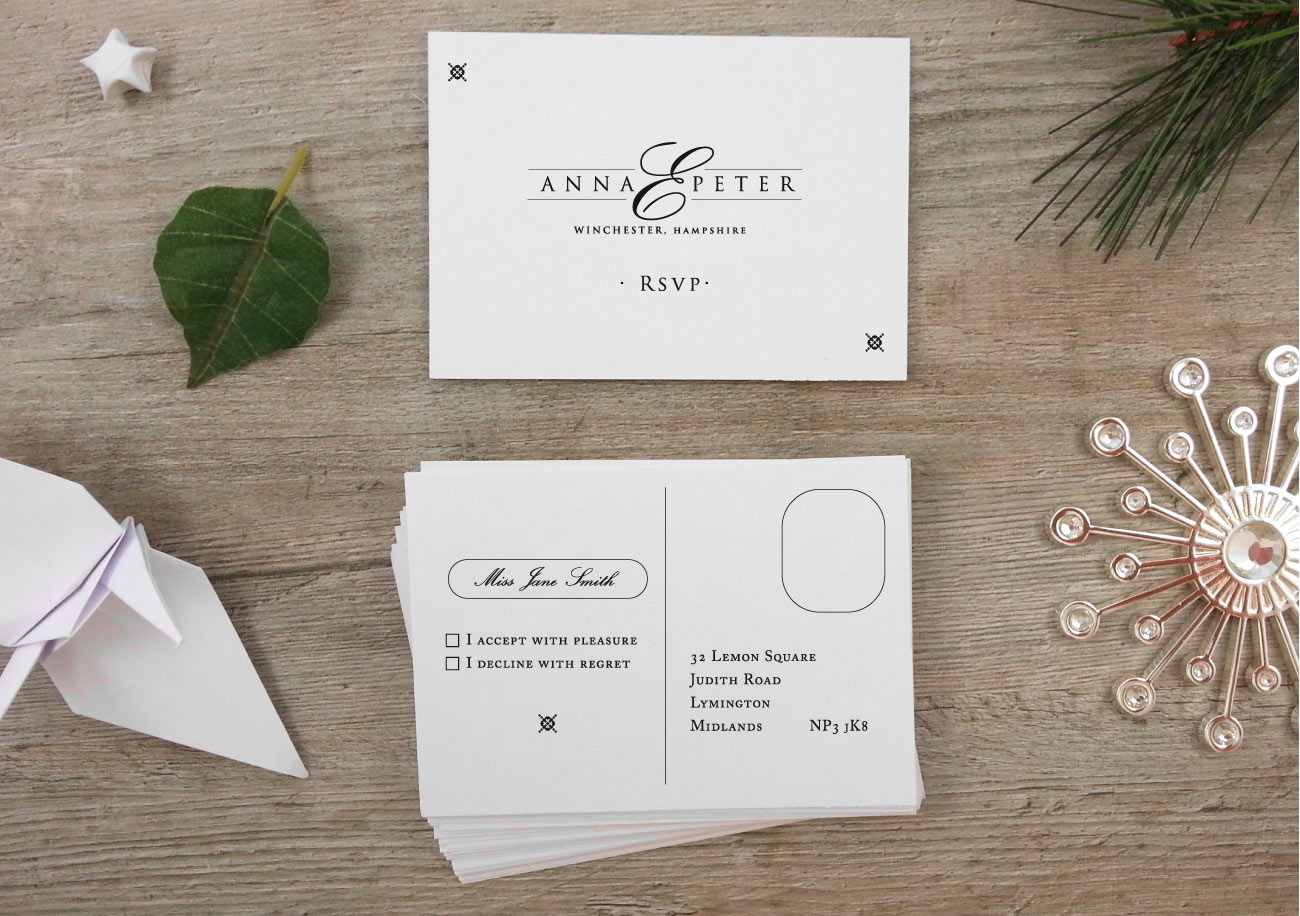 ANNA E PETER
WINCHESTER, HAMPSHIRE
· RSVP·
Miss Jane Smith
I ACCEPT WITH PLEASURE
I DECLINE WITH REGRET
32 LEMON SQUARE
JUDITH ROAD
LYMINGTON
MIDLANDS NP3 JK8